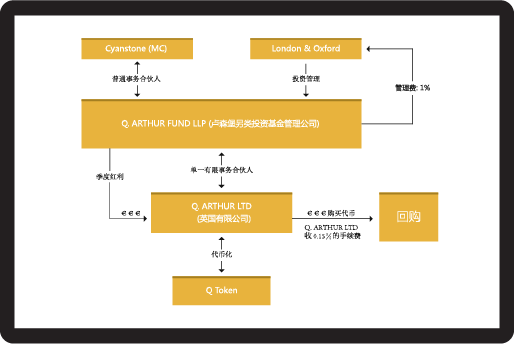 Cyanstone (MC)
London & Oxford
普通事务合伙人
投资管理
管理费: 1%
Q. ARTHUR FUND LLP (卢森堡另类投资基金管理公司)
季度红利
单一有限事务合伙人
€ € €
Q. ARTHUR LTD
(英国有限公司)
€ € € 购买代币
Q. ARTHUR LTD
收 0.15% 的手续费
回购
代币化
Q Token